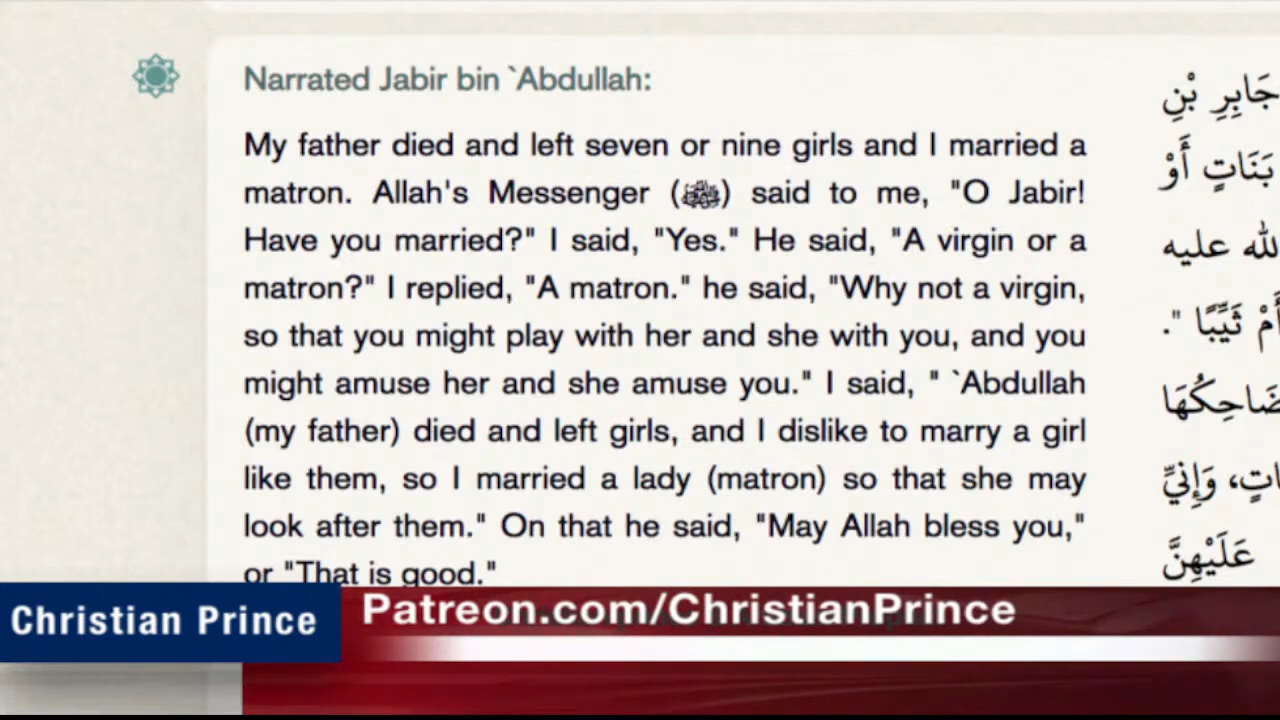 Narrated Jabir bin `Abdullah:
My father died and left seven or nine girls and I married a
matron. Allah's Messenger (ﷺ) said to me, "O Jabir!
Have you married?" I said, "Yes." He said, "A virgin or a
matron?" I replied, "A matron." he said, "Why not a virgin,
so that you might play with her and she with you, and you
might amuse her and she amuse you." I said, " `Abdullah
(my father) died and left girls, and I dislike to marry a girl
like them, so I married a lady (matron) so that she may
look after them." On that he said, "May Allah bless you,"
or "That is good."
جَابِرِ بْنِ
بَنَاتٍ أَوْ
الله عليه
أَمْ ثَيِّبًا ".
عَلَيْهِنَّ
Christian Prince
Patreon.com/ChristianPrince